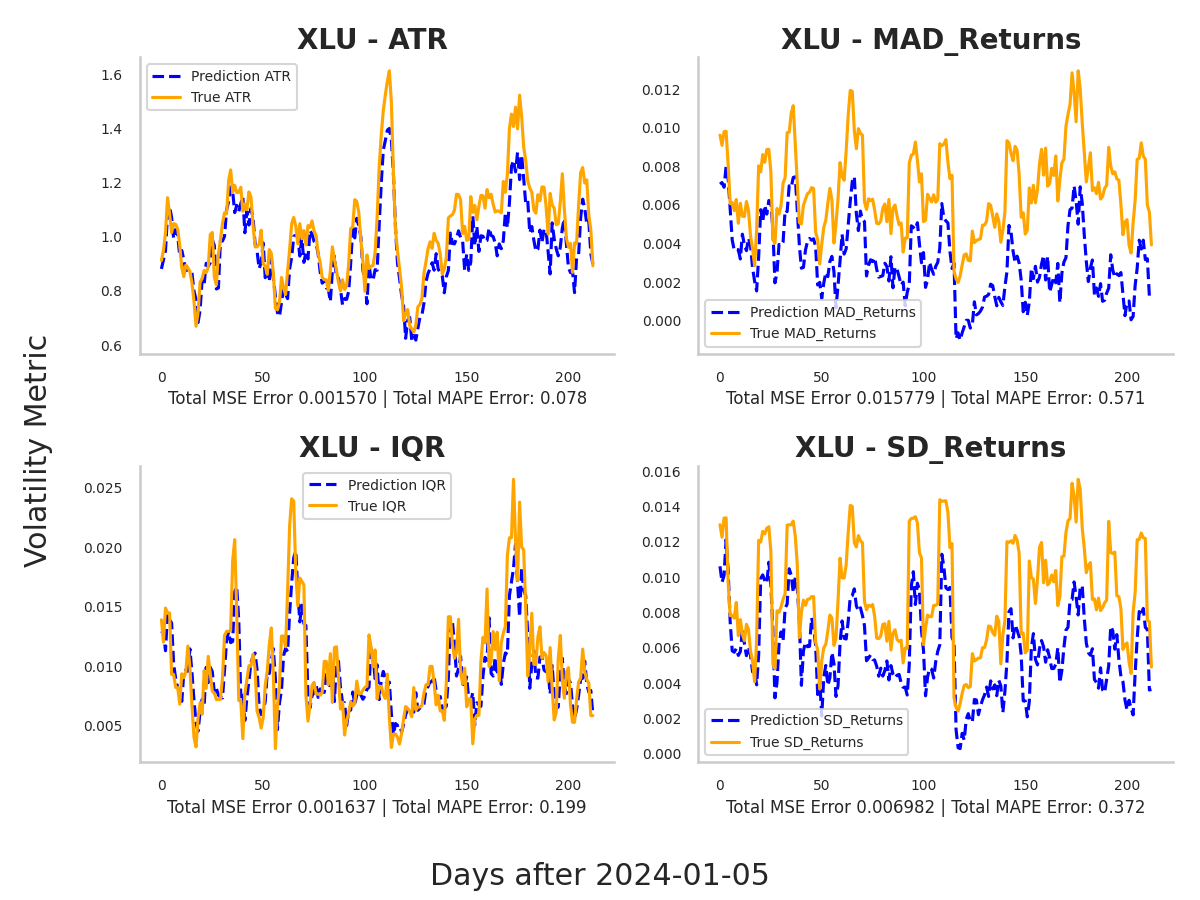 XLU - ATR
1.6
1.4
1.2
1.0
0.8
0.6
Prediction ATR
True ATR
0 50 100 150 200
Total MSE Error 0.001570 | Total MAPE Error: 0.078
XLU - MAD_Returns
0.012
0.010
0.008
0.006
0.004
0.002
0.000
Prediction MAD_Returns
True MAD_Returns
0 50 100 150 200
Total MSE Error 0.015779 | Total MAPE Error: 0.571
Volatility Metric
XLU - IQR
0.025
0.020
0.015
0.010
0.005
Prediction IQR
True IQR
0 50 100 150 200
Total MSE Error 0.001637 | Total MAPE Error: 0.199
XLU - SD_Returns
0.016
0.014
0.012
0.010
0.008
0.006
0.004
0.002
0.000
Prediction SD_Returns
True SD_Returns
0 50 100 150 200
Total MSE Error 0.006982 | Total MAPE Error: 0.372
Days after 2024-01-05